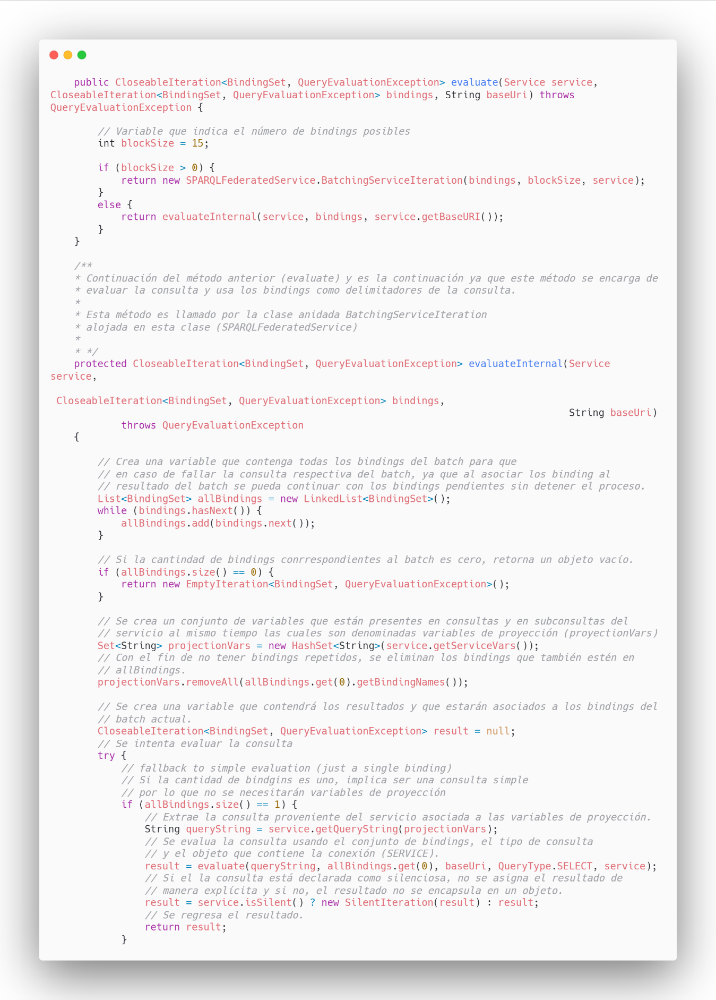 public CloseableIteration<BindingSet, QueryEvaluationException> evaluate(Service service,
CloseableIteration<BindingSet, QueryEvaluationException> bindings, String baseUri) throws
QueryEvaluationException {
// Variable que indica el número de bindings posibles
int blockSize = 15;
if (blockSize > 0) {
return new SPARQLFederatedService.BatchingServiceIteration(bindings, blockSize, service);
}
else {
return evaluateInternal(service, bindings, service.getBaseURI());
}
}
/**
* Continuación del método anterior (evaluate) y es la continuación ya que este método se encarga de
* evaluar la consulta y usa los bindings como delimitadores de la consulta.
*
* Esta método es llamado por la clase anidada BatchingServiceIteration
* alojada en esta clase (SPARQLFederatedService)
*
* */
protected CloseableIteration<BindingSet, QueryEvaluationException> evaluateInternal(Service
service,
CloseableIteration<BindingSet, QueryEvaluationException> bindings,
String baseUri)
throws QueryEvaluationException
{
// Crea una variable que contenga todas los bindings del batch para que
// en caso de fallar la consulta respectiva del batch, ya que al asociar los binding al
// resultado del batch se pueda continuar con los bindings pendientes sin detener el proceso.
List<BindingSet> allBindings = new LinkedList<BindingSet>();
while (bindings.hasNext()) {
allBindings.add(bindings.next());
}
// Si la cantindad de bindings conrrespondientes al batch es cero, retorna un objeto vacío.
if (allBindings.size() == 0) {
return new EmptyIteration<BindingSet, QueryEvaluationException>();
}
// Se crea un conjunto de variables que están presentes en consultas y en subconsultas del
// servicio al mismo tiempo las cuales son denominadas variables de proyección (proyectionVars)
Set<String> projectionVars = new HashSet<String>(service.getServiceVars());
// Con el fin de no tener bindings repetidos, se eliminan los bindings que también estén en
// allBindings.
projectionVars.removeAll(allBindings.get(0).getBindingNames());
// Se crea una variable que contendrá los resultados y que estarán asociados a los bindings del
// batch actual.
CloseableIteration<BindingSet, QueryEvaluationException> result = null;
// Se intenta evaluar la consulta
try {
// fallback to simple evaluation (just a single binding)
// Si la cantidad de bindgins es uno, implica ser una consulta simple
// por lo que no se necesitarán variables de proyección
if (allBindings.size() == 1) {
// Extrae la consulta proveniente del servicio asociada a las variables de proyección.
String queryString = service.getQueryString(projectionVars);
// Se evalua la consulta usando el conjunto de bindings, el tipo de consulta
// y el objeto que contiene la conexión (SERVICE).
result = evaluate(queryString, allBindings.get(0), baseUri, QueryType.SELECT, service);
// Si el la consulta está declarada como silenciosa, no se asigna el resultado de
// manera explícita y si no, el resultado no se encapsula en un objeto.
result = service.isSilent() ? new SilentIteration(result) : result;
// Se regresa el resultado.
return result;
}